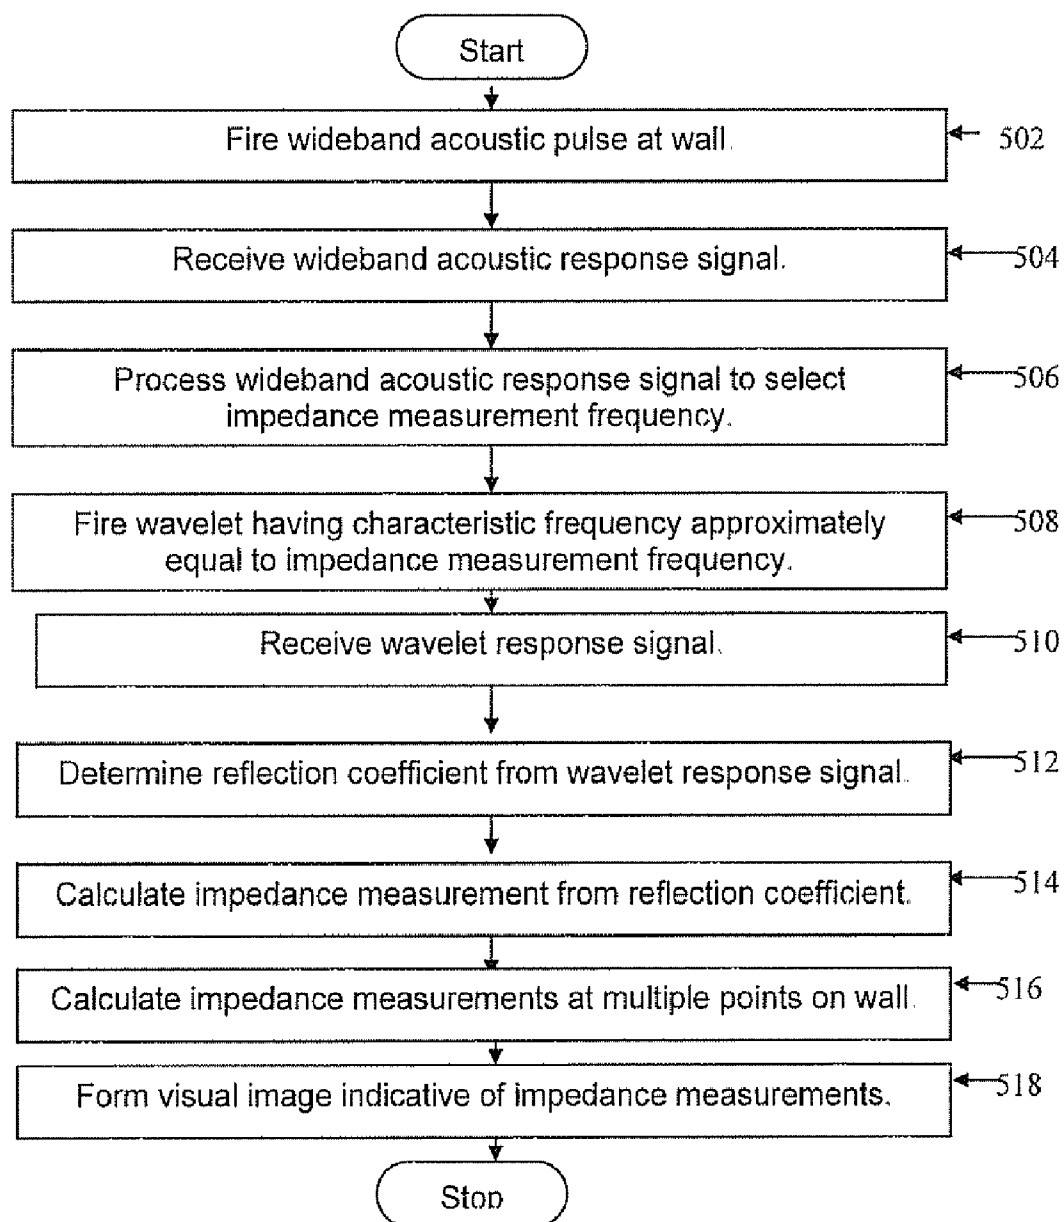 Start
Fire wideband acoustic pulse at wall.
502
Receive wideband acoustic response signal.
504
Process wideband acoustic response signal to select
impedance measurement frequency.
506
Fire wavelet having characteristic frequency approximately
equal to impedance measurement frequency.
508
Receive wavelet response signal.
510
Determine reflection coefficient from wavelet response signal.
512
Calculate impedance measurement from reflection coefficient.
514
Calculate impedance measurements at multiple points on wall.
516
Form visual image indicative of impedance measurements.
518
Stop